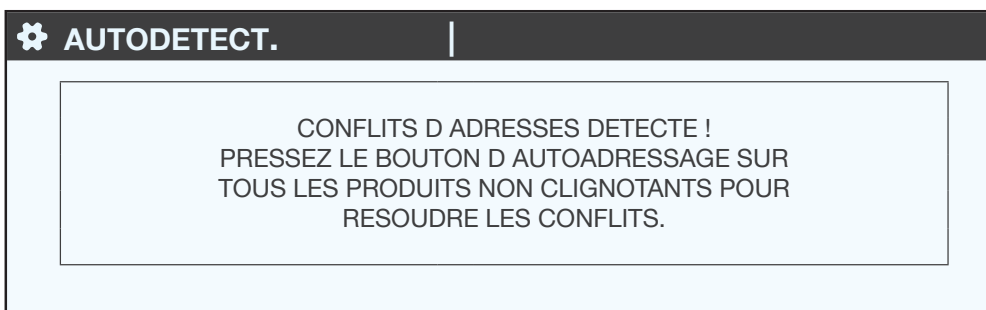 AUTODETECT.
CONFLITS D ADRESSES DETECTE !
PRESSEZ LE BOUTON D AUTOADRESSAGE SUR
TOUS LES PRODUITS NON CLIGNOTANTS POUR
RESOUDRE LES CONFLITS.